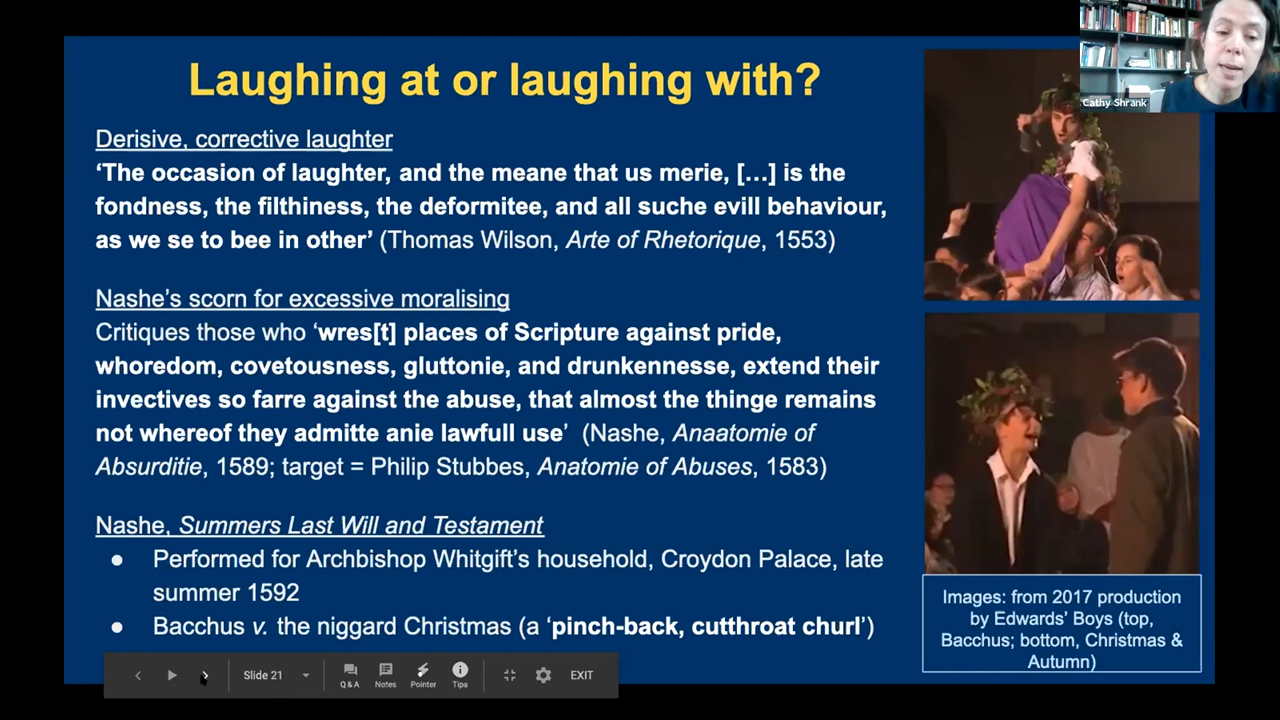 Laughing at or laughing with?
Derisive, corrective laughter
‘The occasion of laughter, and the meane that us merie, […] is the
fondness, the filthiness, the deformitee, and all suche evill behaviour,
as we se to bee in other’ (Thomas Wilson, Arte of Rhetorique, 1553)
Nashe’s scorn for excessive moralising
Critiques those who ‘wres[t] places of Scripture against pride,
whoredom, covetousness, gluttonie, and drunkennesse, extend their
invectives so farre against the abuse, that almost the thinge remains
not whereof they admitte anie lawfull use’ (Nashe, Anaatomie of
Absurditie, 1589; target = Philip Stubbes, Anatomie of Abuses, 1583)
Nashe, Summers Last Will and Testament
● Performed for Archbishop Whitgift’s household, Croydon Palace, late
summer 1592
● Bacchus v. the niggard Christmas (a ‘pinch-back, cutthroat churl’)
Cathy Shrank
Images: from 2017 production
by Edwards’ Boys (top,
Bacchus; bottom, Christmas &
Autumn)
Slide 21
Q & A
Notes
Pointer
Tips
EXIT